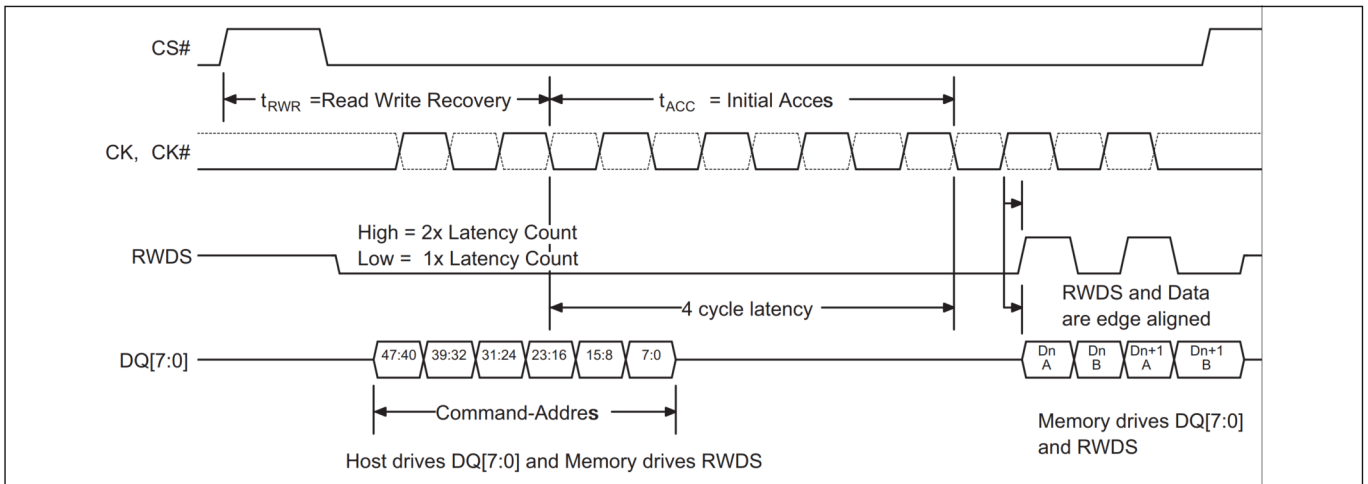 CS#
tRWR =Read Write Recovery
tACC = Initial Acces
CK, CK#
High = 2x Latency Count
Low = 1x Latency Count
RWDS
4 cycle latency
RWDS and Data
are edge aligned
DQ[7:0]
47:40 39:32 31:24 23:16 15:8 7:0
Dn A Dn B Dn+1 A Dn+1 B
Command-Addres
Memory drives DQ[7:0]
and RWDS
Host drives DQ[7:0] and Memory drives RWDS